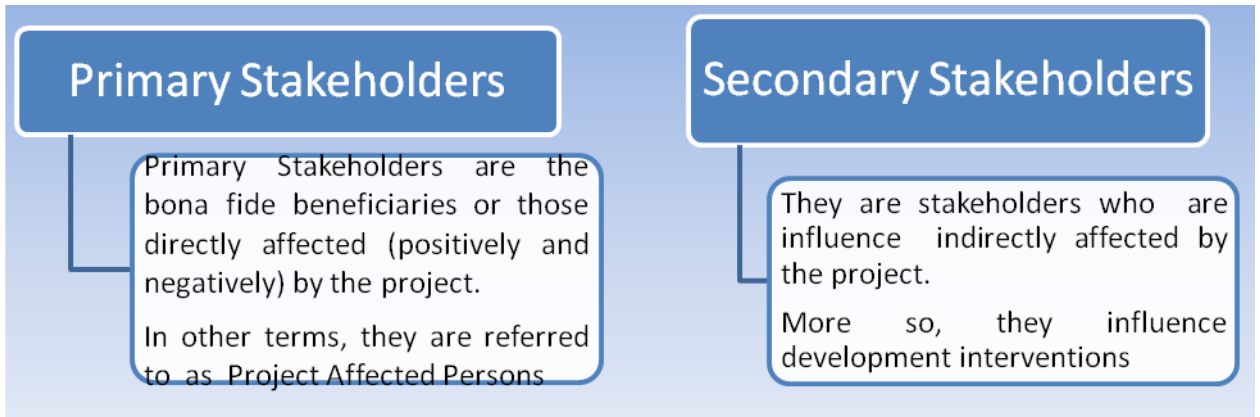 Primary Stakeholders
Primary Stakeholders are the
bona fide beneficiaries or those
directly affected (positively and
negatively) by the project.
In other terms, they are referred
to as Project Affected Persons
Secondary Stakeholders
They are stakeholders who are
influence indirectly affected by
the project.
More so, they influence
development interventions